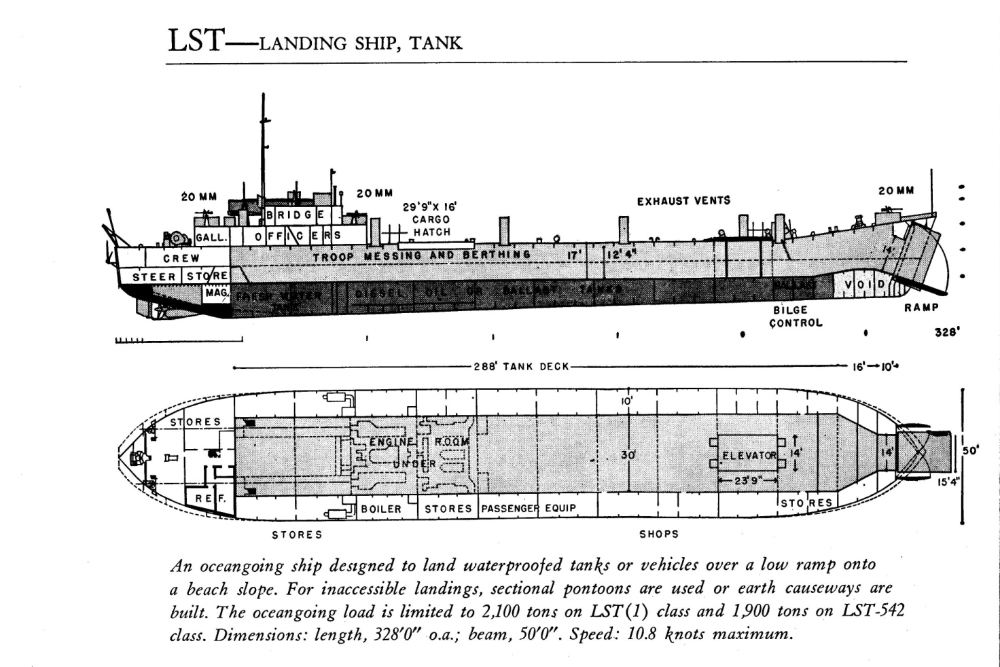 LST—LANDING SHIP, TANK
20 MM
20 MM
29'9"X 16'
CARGO
HATCH
EXHAUST VENTS
20 MM
BRIDGE
GALL.
OFFICERS
CREW
TROOP MESSING AND BERTHING
17'
12'4"
14'
STEER
STORE
MAG.
FRESH WATER
TANK
DIESEL OIL OR BALLAST TANKS
BALLAST
VOID
BILGE
CONTROL
RAMP
328'
288' TANK DECK
16'
10'
STORES
10'
ENGINE ROOM
UNDER
30'
ELEVATOR
14'
14'
50'
23'9"
15'4"
REF.
BOILER
STORES
PASSENGER EQUIP
STORES
STORES
SHOPS
An oceangoing ship designed to land waterproofed tanks or vehicles over a low ramp onto
a beach slope. For inaccessible landings, sectional pontoons are used or earth causeways are
built. The oceangoing load is limited to 2,100 tons on LST(1) class and 1,900 tons on LST-542
class. Dimensions: length, 328'0" o.a.; beam, 50'0". Speed: 10.8 knots maximum.